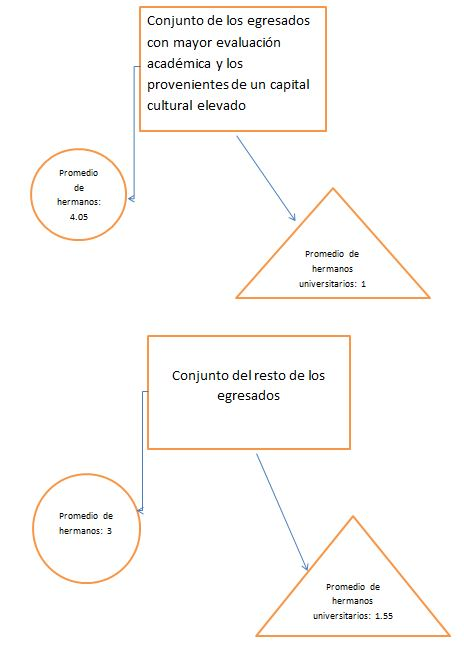 Conjunto de los egresados
con mayor evaluación
académica y los
provenientes de un capital
cultural elevado
Promedio
de
hermanos:
4.05
Promedio de
hermanos
universitarios: 1
Conjunto del resto de los
egresados
Promedio de
hermanos: 3
Promedio de
hermanos
universitarios: 1.55